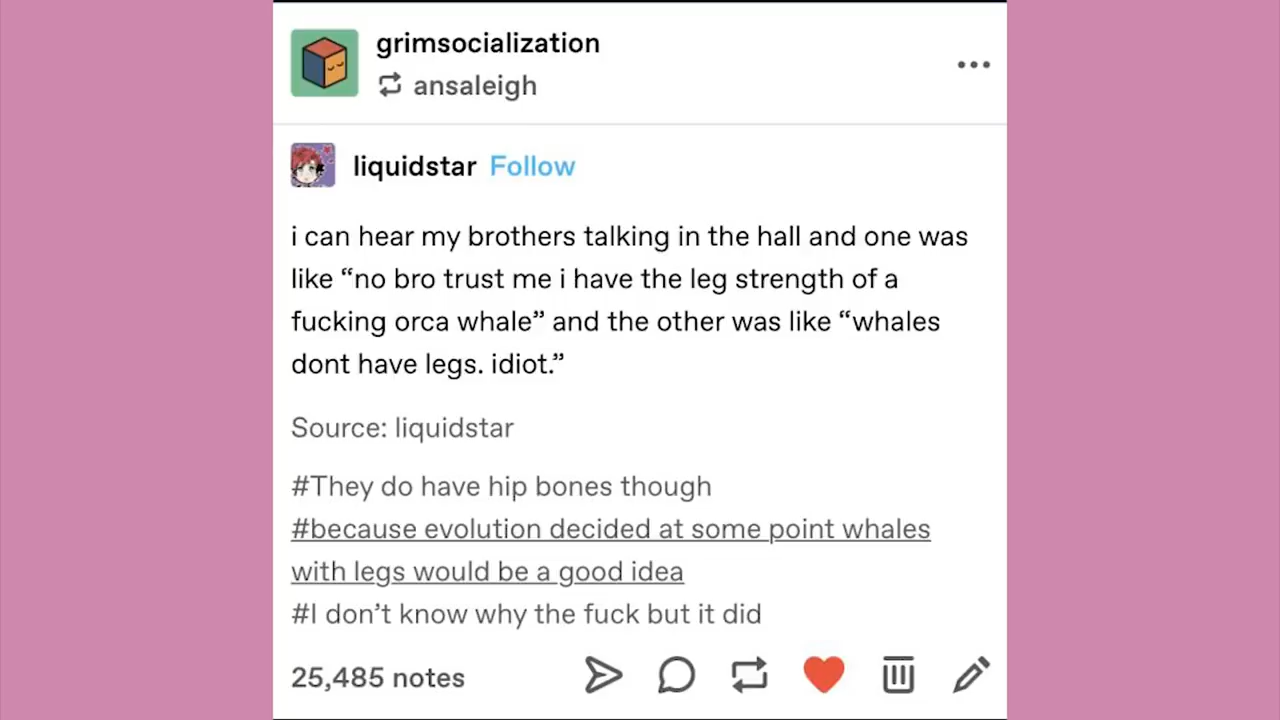 grimsocialization
ansaleigh
liquidstar Follow
i can hear my brothers talking in the hall and one was
like “no bro trust me i have the leg strength of a
fucking orca whale” and the other was like “whales
dont have legs. idiot.”
Source: liquidstar
#They do have hip bones though
#because evolution decided at some point whales
with legs would be a good idea
#I don’t know why the fuck but it did
25,485 notes